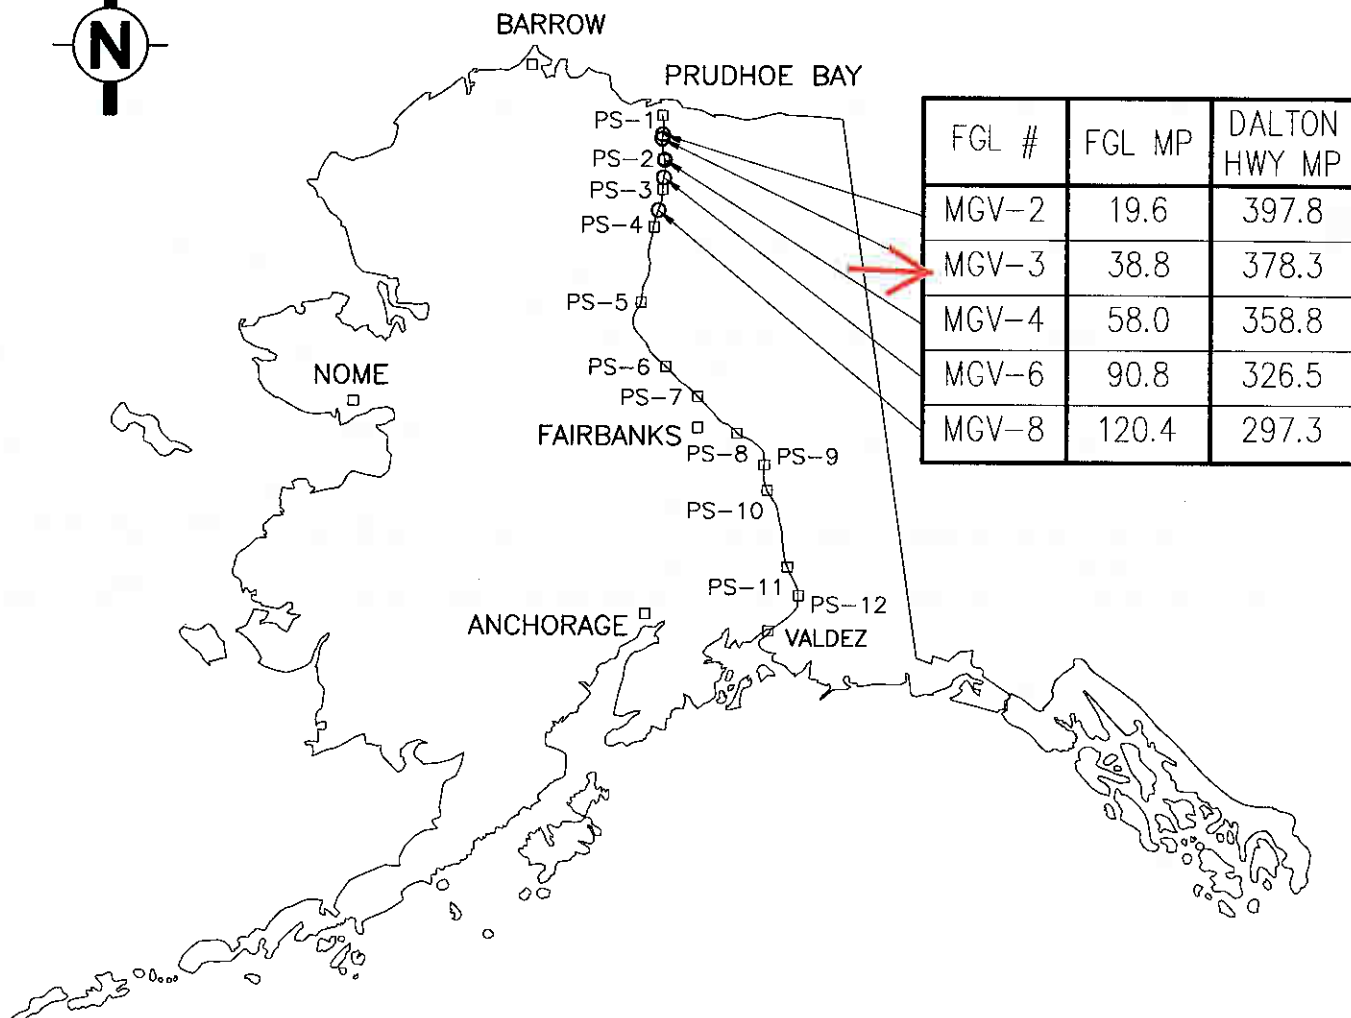 N
BARROW
PRUDHOE BAY
PS-1
PS-2
PS-3
PS-4
PS-5
PS-6
PS-7
NOME
FAIRBANKS
PS-8
PS-9
PS-10
PS-11
PS-12
ANCHORAGE
VALDEZ
FGL # FGL MP DALTON HWY MP
MGV-2 19.6 397.8
MGV-3 38.8 378.3
MGV-4 58.0 358.8
MGV-6 90.8 326.5
MGV-8 120.4 297.3